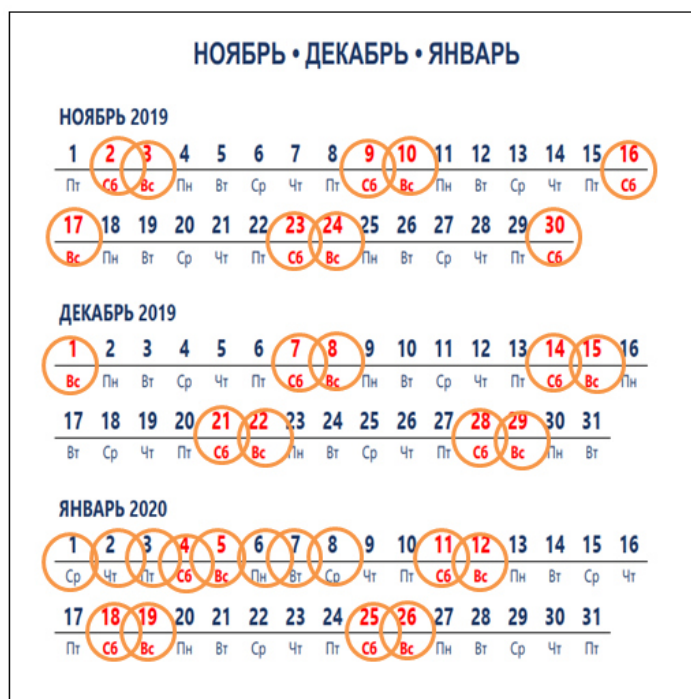 НОЯБРЬ • ДЕКАБРЬ • ЯНВАРЬ
НОЯБРЬ 2019
1 2 3 4 5 6 7 8 9 10 11 12 13 14 15 16
Пт Сб Вс Пн Вт Ср Чт Пт Сб Вс Пн Вт Ср Чт Пт Сб
17 18 19 20 21 22 23 24 25 26 27 28 29 30
Вс Пн Вт Ср Чт Пт Сб Вс Пн Вт Ср Чт Пт Сб
ДЕКАБРЬ 2019
1 2 3 4 5 6 7 8 9 10 11 12 13 14 15 16
Вс Пн Вт Ср Чт Пт Сб Вс Пн Вт Ср Чт Пт Сб Вс Пн
17 18 19 20 21 22 23 24 25 26 27 28 29 30 31
Вт Ср Чт Пт Сб Вс Пн Вт Ср Чт Пт Сб Вс Пн Вт
ЯНВАРЬ 2020
1 2 3 4 5 6 7 8 9 10 11 12 13 14 15 16
Ср Чт Пт Сб Вс Пн Вт Ср Чт Пт Сб Вс Пн Вт Ср Чт
17 18 19 20 21 22 23 24 25 26 27 28 29 30 31
Пт Сб Вс Пн Вт Ср Чт Пт Сб Вс Пн Вт Ср Чт Пт